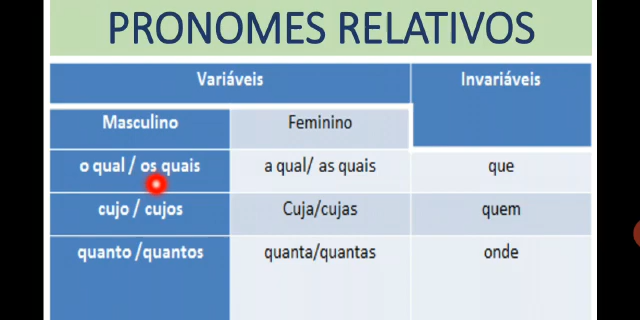 PRONOMES RELATIVOS
Variáveis Invariáveis
Masculino Feminino
o qual / os quais a qual/ as quais que
cujo / cujos Cuja/cujas quem
quanto /quantos quanta/quantas onde